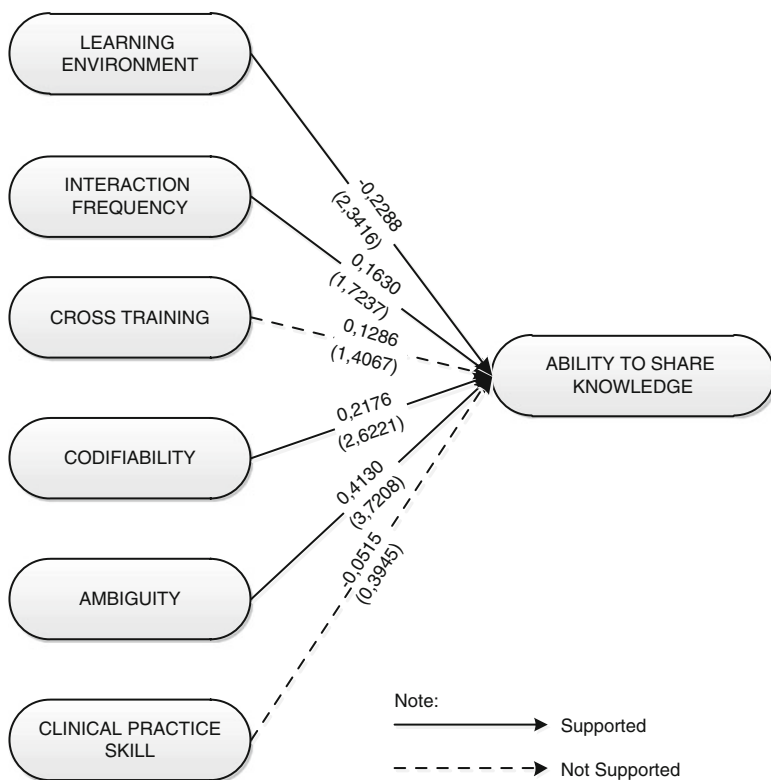 LEARNING
ENVIRONMENT
-0,2288
(2,3416)
INTERACTION
FREQUENCY
0,1630
(1,7237)
CROSS TRAINING
0,1286
(1,4067)
ABILITY TO SHARE
KNOWLEDGE
CODIFIABILITY
0,2176
(2,6221)
AMBIGUITY
0,4130
(3,7208)
CLINICAL PRACTICE
SKILL
-0,0515
(0,3945)
Note:
Supported
Not Supported